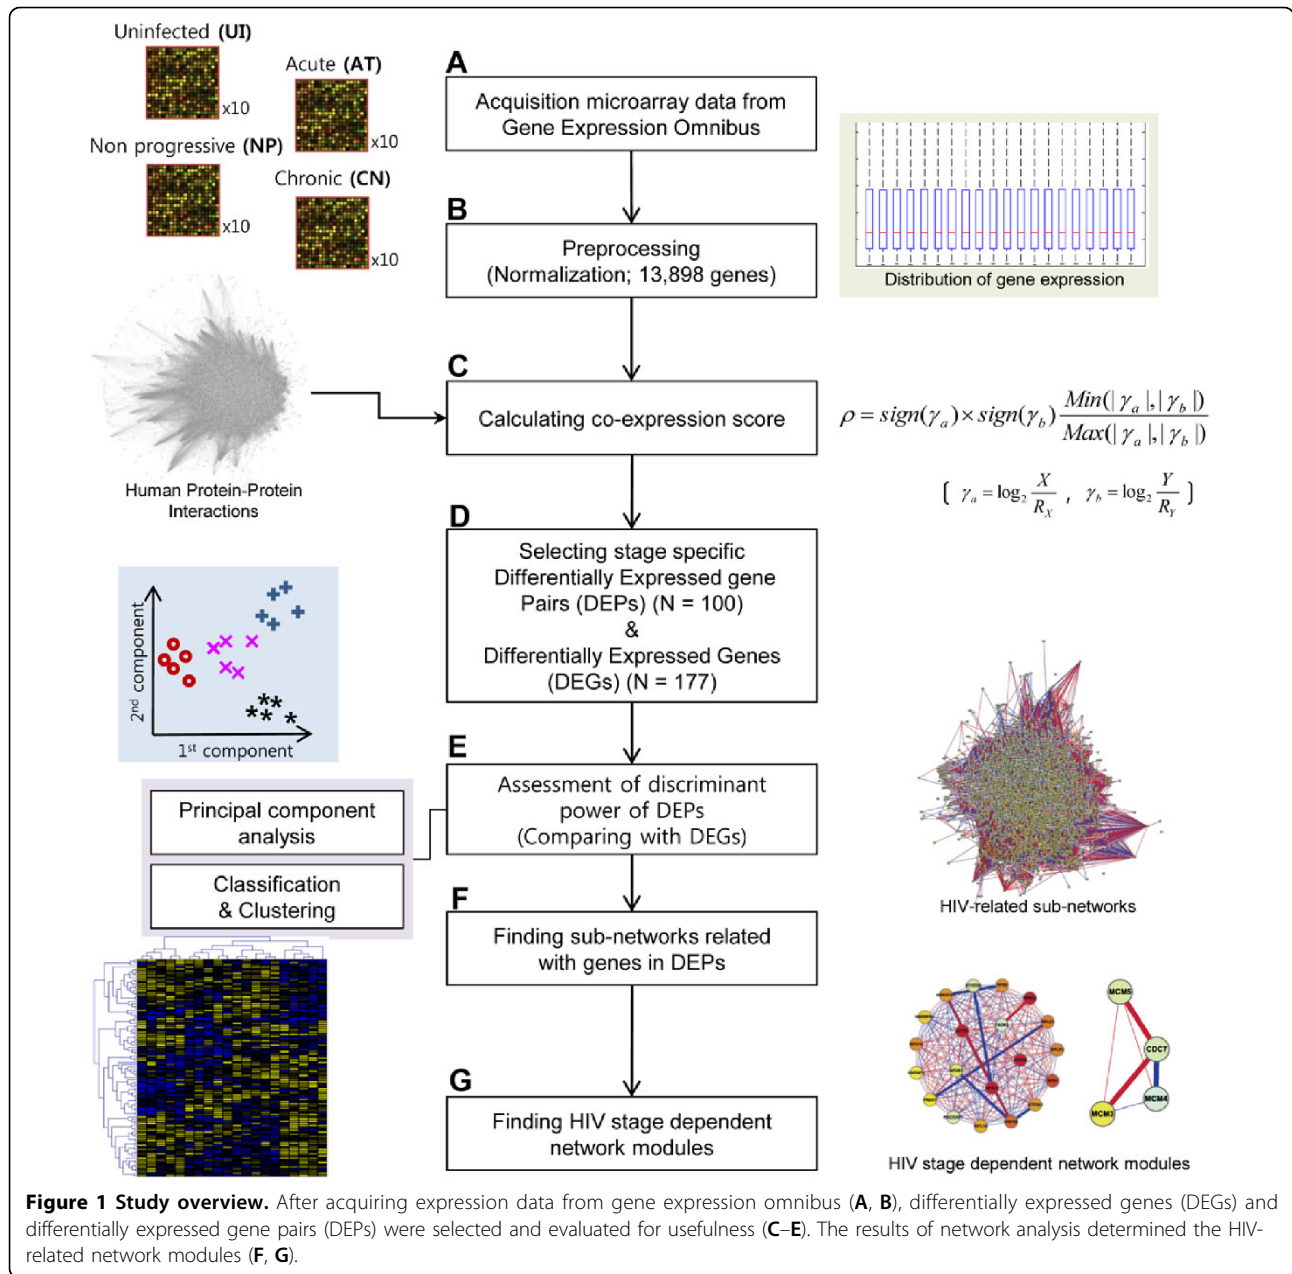 Uninfected (UI)
x10
Acute (AT)
x10
Non progressive (NP)
x10
Chronic (CN)
x10
A
Acquisition microarray data from
Gene Expression Omnibus
B
Preprocessing
(Normalization; 13,898 genes)
Distribution of gene expression
Human Protein-Protein
Interactions
C
Calculating co-expression score
ρ = sign(γa) × sign(γb) Min(| γa |,| γb |) / Max(| γa |,| γb |)
[ γa = log2 X/RX , γb = log2 Y/RY ]
D
Selecting stage specific
Differentially Expressed gene
Pairs (DEPs) (N = 100)
&
Differentially Expressed Genes
(DEGs) (N = 177)
2nd component
1st component
E
Assessment of discriminant
power of DEPs
(Comparing with DEGs)
Principal component
analysis
Classification
& Clustering
HIV-related sub-networks
F
Finding sub-networks related
with genes in DEPs
MCM5
CDC7
MCM4
MCM3
G
Finding HIV stage dependent
network modules
HIV stage dependent network modules
Figure 1 Study overview. After acquiring expression data from gene expression omnibus (A, B), differentially expressed genes (DEGs) and
differentially expressed gene pairs (DEPs) were selected and evaluated for usefulness (C–E). The results of network analysis determined the HIV-
related network modules (F, G).